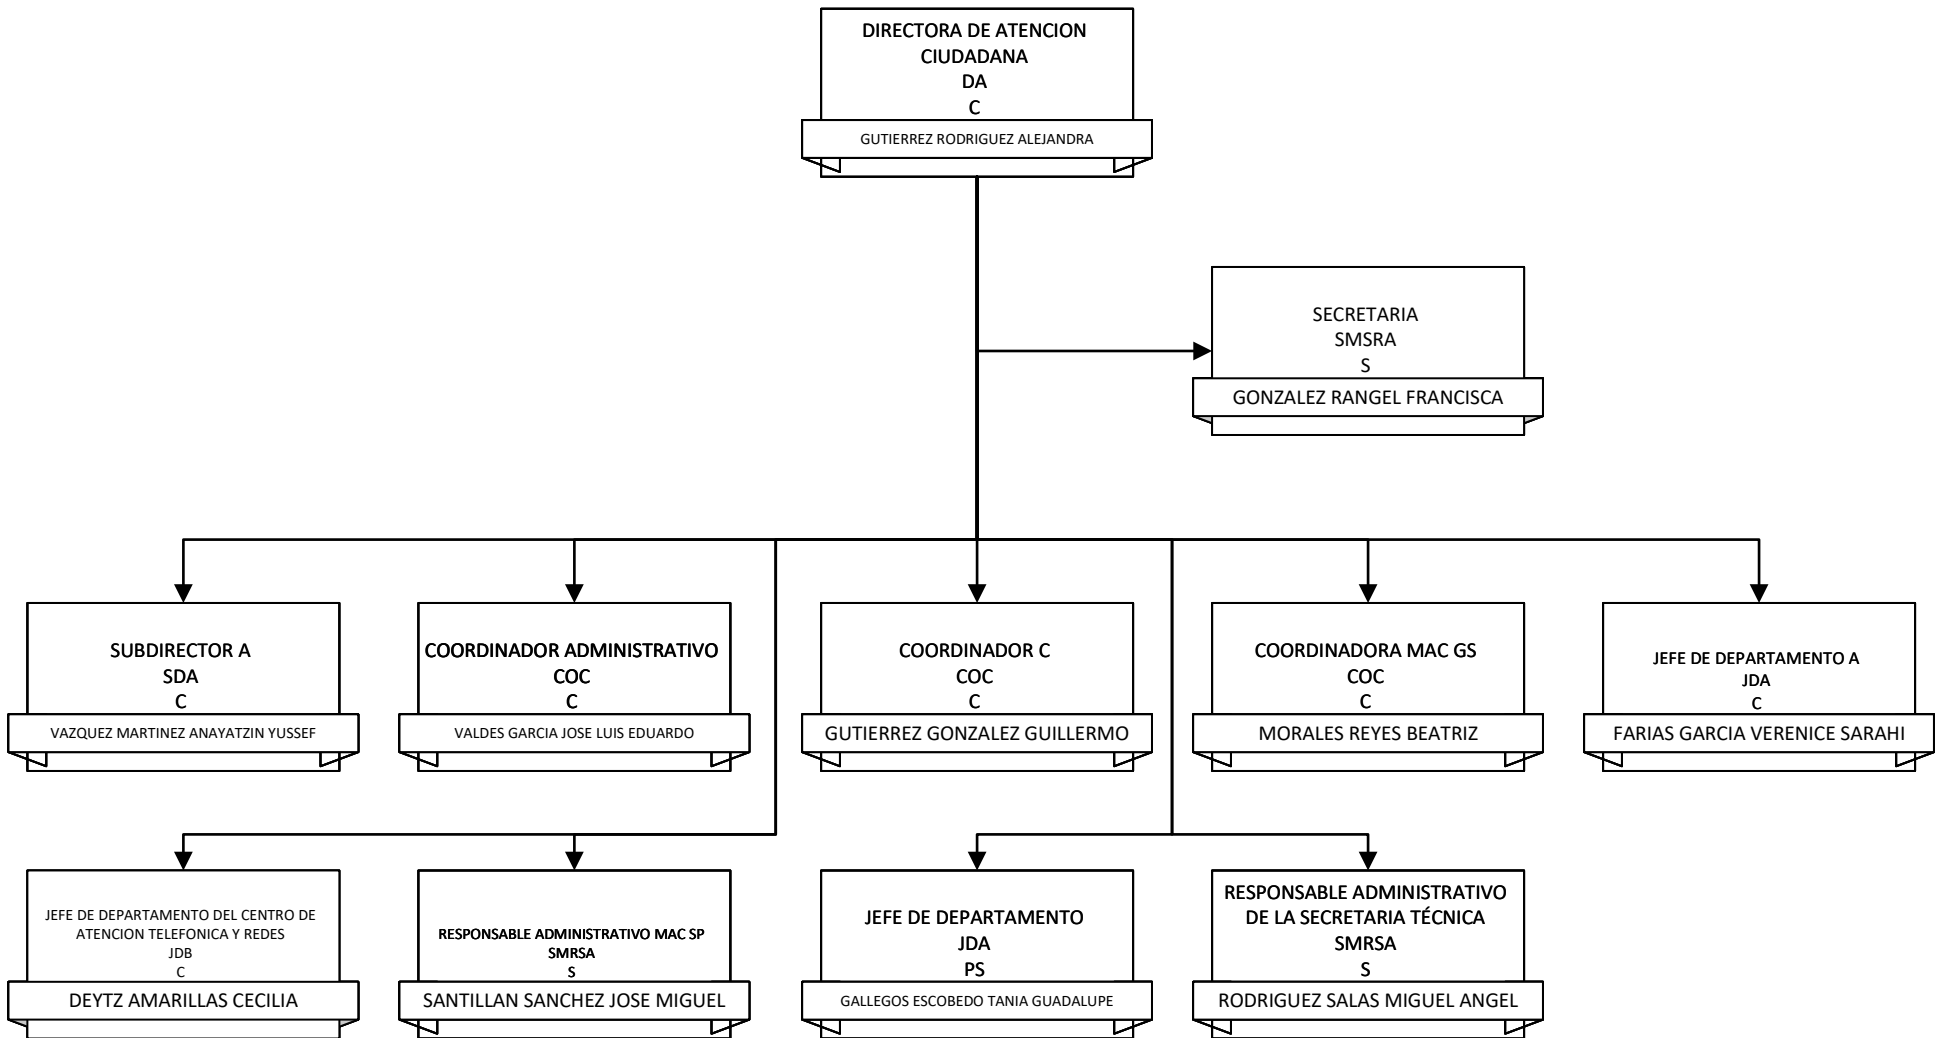 DIRECTORA DE ATENCION
CIUDADANA
DA
C
GUTIERREZ RODRIGUEZ ALEJANDRA
SECRETARIA
SMSRA
S
GONZALEZ RANGEL FRANCISCA
SUBDIRECTOR A
SDA
C
VAZQUEZ MARTINEZ ANAYATZIN YUSSEF
COORDINADOR ADMINISTRATIVO
COC
C
VALDES GARCIA JOSE LUIS EDUARDO
COORDINADOR C
COC
C
GUTIERREZ GONZALEZ GUILLERMO
COORDINADORA MAC GS
COC
C
MORALES REYES BEATRIZ
JEFE DE DEPARTAMENTO A
JDA
C
FARIAS GARCIA VERENICE SARAHI
JEFE DE DEPARTAMENTO DEL CENTRO DE
ATENCION TELEFONICA Y REDES
JDB
C
DEYTZ AMARILLAS CECILIA
RESPONSABLE ADMINISTRATIVO MAC SP
SMRSA
S
SANTILLAN SANCHEZ JOSE MIGUEL
JEFE DE DEPARTAMENTO
JDA
PS
GALLEGOS ESCOBEDO TANIA GUADALUPE
RESPONSABLE ADMINISTRATIVO
DE LA SECRETARIA TÉCNICA
SMRSA
S
RODRIGUEZ SALAS MIGUEL ANGEL